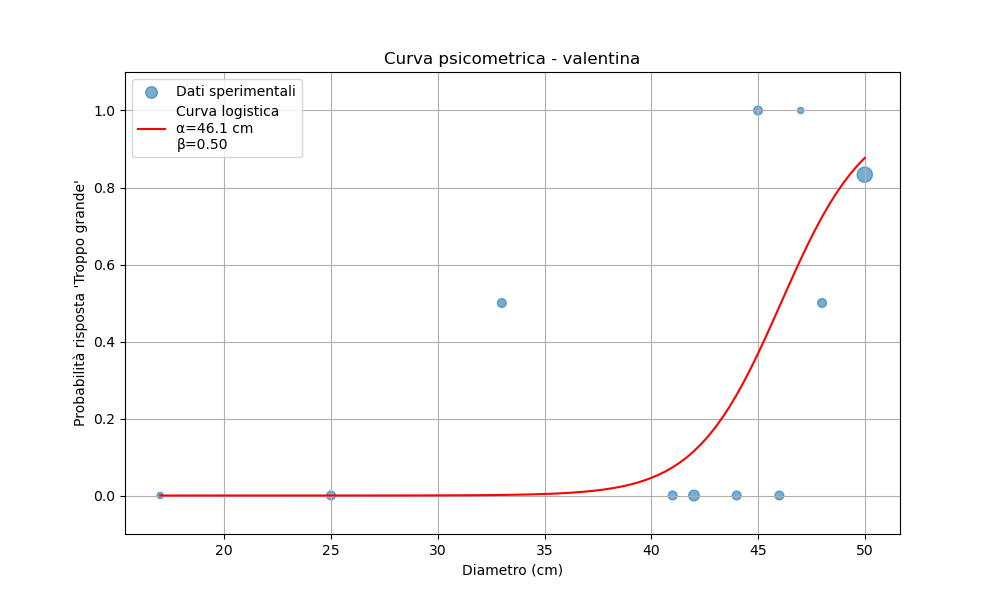 Curva psicometrica - valentina
Dati sperimentali
Curva logistica
α=46.1 cm
β=0.50
Probabilità risposta 'Troppo grande'
1.0
0.8
0.6
0.4
0.2
0.0
20 25 30 35 40 45 50
Diametro (cm)